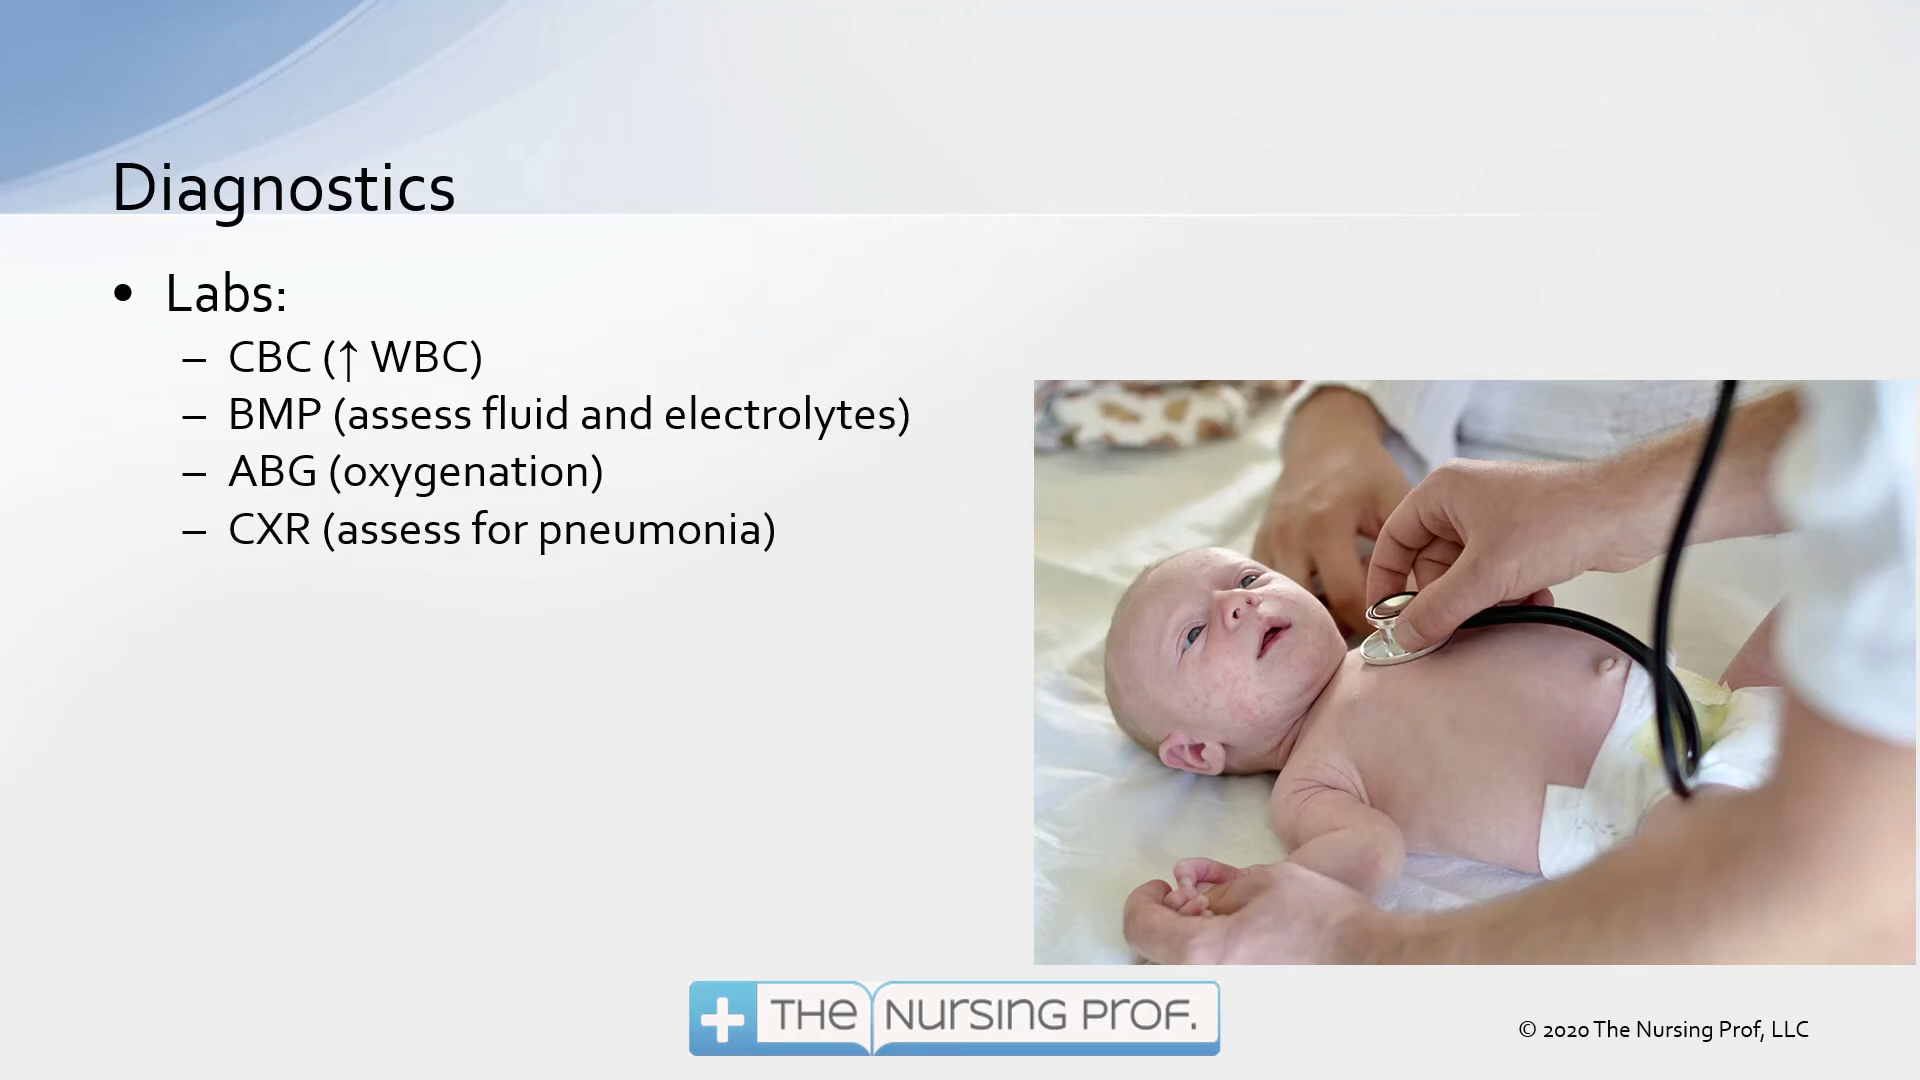 Diagnostics
• Labs:
– CBC (↑ WBC)
– BMP (assess fluid and electrolytes)
– ABG (oxygenation)
– CXR (assess for pneumonia)
THE NURSING PROF.
© 2020 The Nursing Prof, LLC